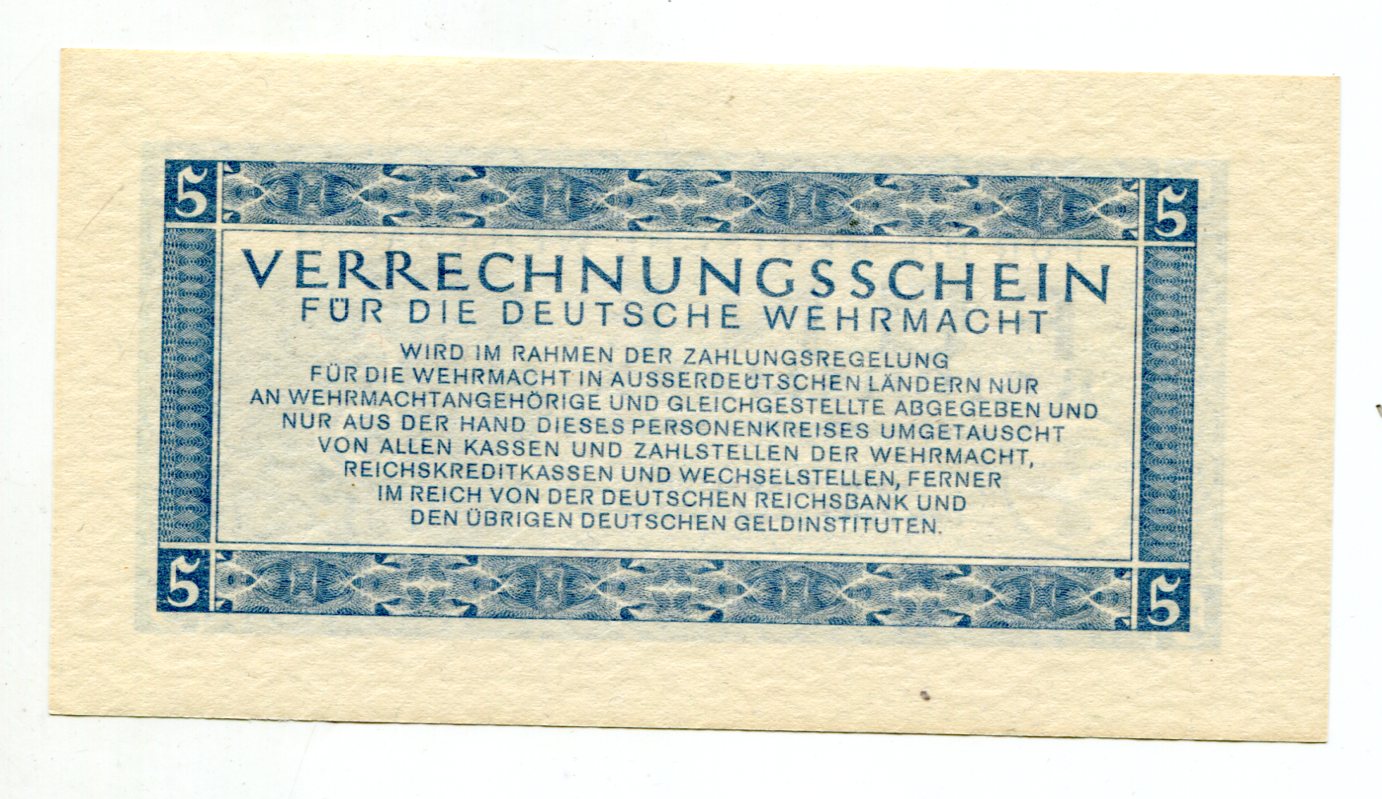 5 5
VERRECHNUNGSSCHEIN
FÜR DIE DEUTSCHE WEHRMACHT
WIRD IM RAHMEN DER ZAHLUNGSREGELUNG
FÜR DIE WEHRMACHT IN AUSSERDEUTSCHEN LÄNDERN NUR
AN WEHRMACHTANGEHÖRIGE UND GLEICHGESTELLTE ABGEGEBEN UND
NUR AUS DER HAND DIESES PERSONENKREISES UMGETAUSCHT
VON ALLEN KASSEN UND ZAHLSTELLEN DER WEHRMACHT,
REICHSKREDITKASSEN UND WECHSELSTELLEN, FERNER
IM REICH VON DER DEUTSCHEN REICHSBANK UND
DEN ÜBRIGEN DEUTSCHEN GELDINSTITUTEN.
5 5